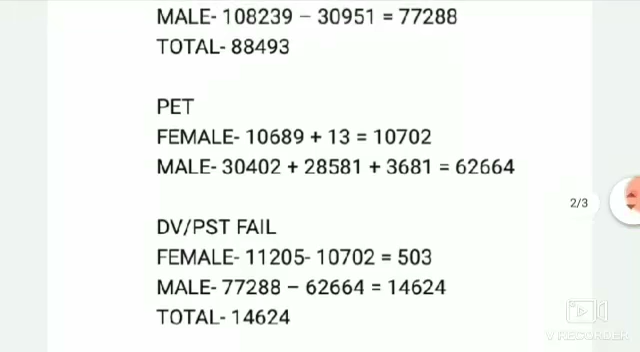 MALE- 108239 – 30951 = 77288
TOTAL- 88493
PET
FEMALE- 10689 + 13 = 10702
MALE- 30402 + 28581 + 3681 = 62664
2/3
DV/PST FAIL
FEMALE- 11205- 10702 = 503
MALE- 77288 – 62664 = 14624
TOTAL- 14624
V RECORDER